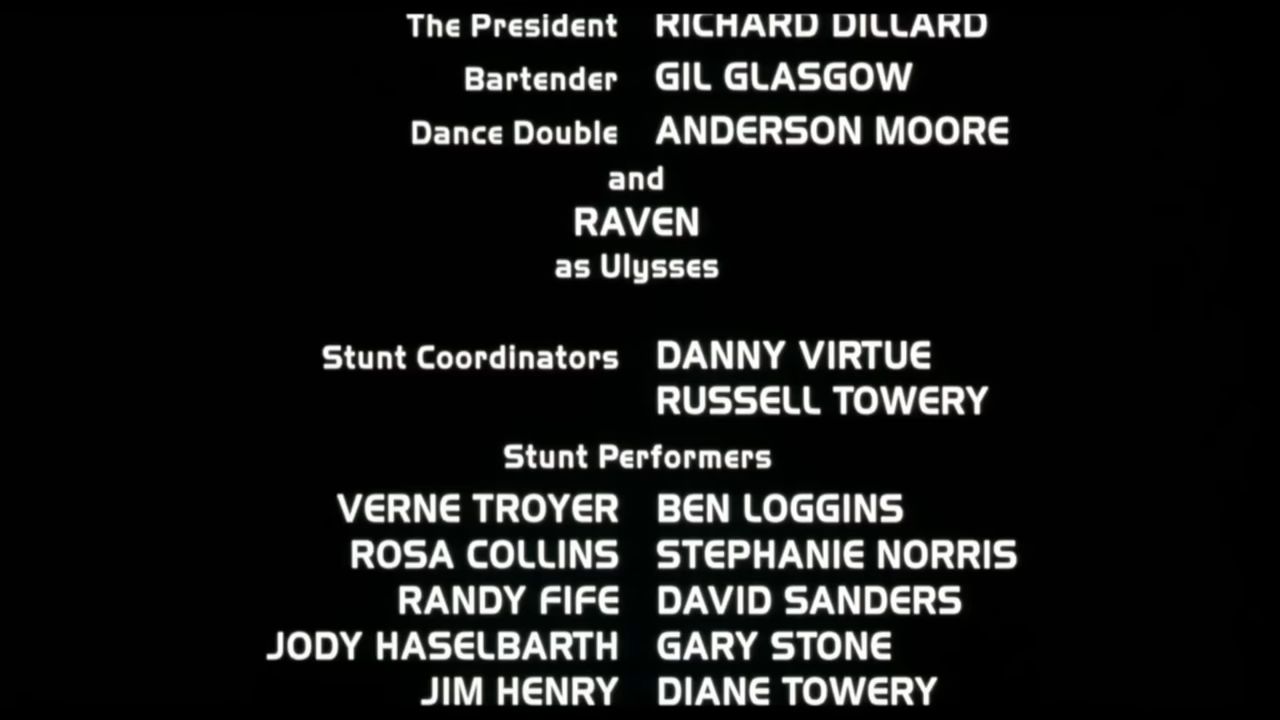 The President RICHARD DILLARD
Bartender GIL GLASGOW
Dance Double ANDERSON MOORE
and
RAVEN
as Ulysses
Stunt Coordinators DANNY VIRTUE
RUSSELL TOWERY
Stunt Performers
VERNE TROYER BEN LOGGINS
ROSA COLLINS STEPHANIE NORRIS
RANDY FIFE DAVID SANDERS
JODY HASELBARTH GARY STONE
JIM HENRY DIANE TOWERY